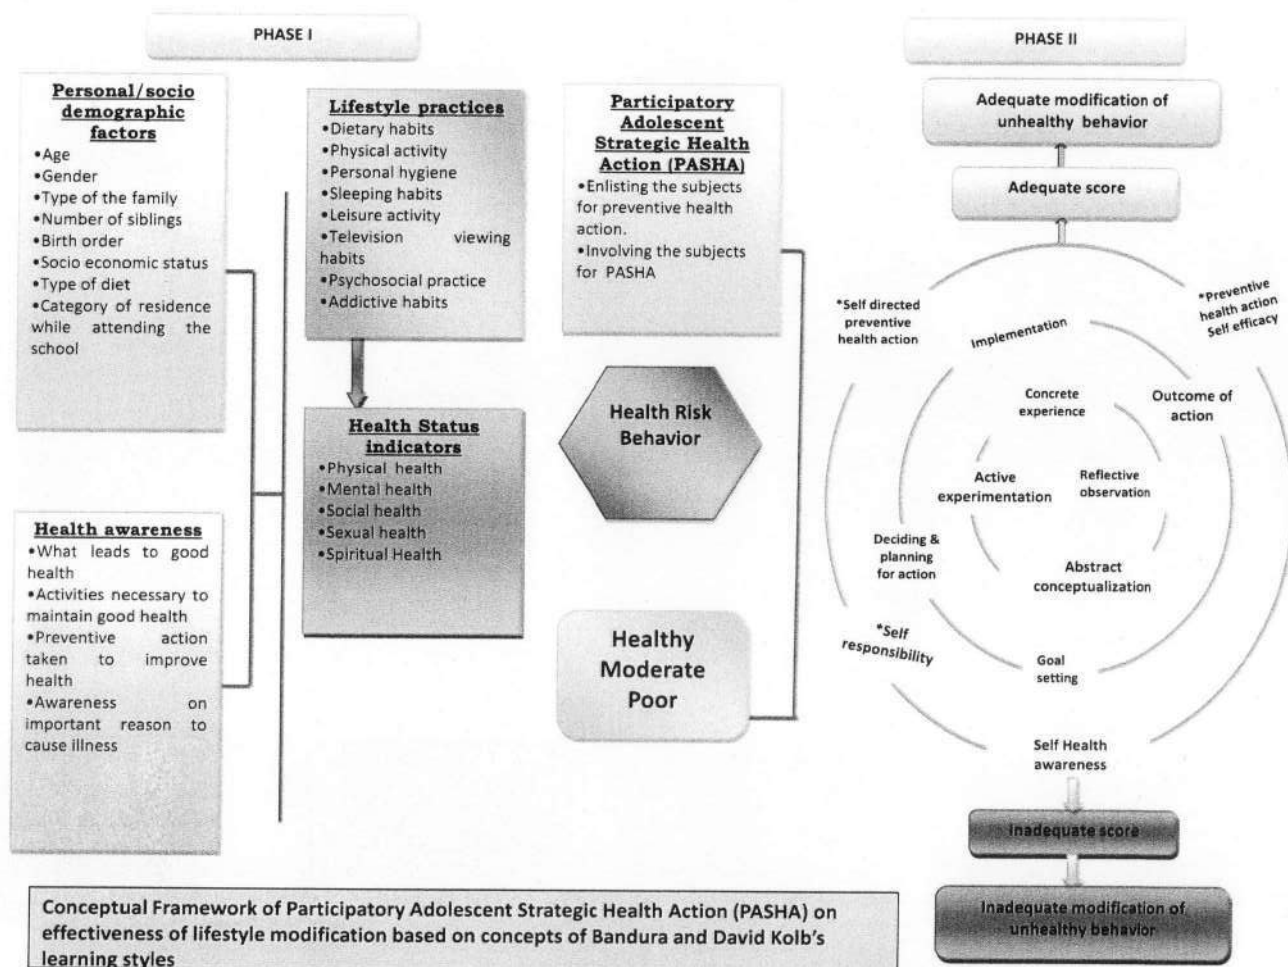 PHASE I
PHASE II
Personal/socio
demographic
factors
•Age
•Gender
•Type of the family
•Number of siblings
•Birth order
•Socio economic status
•Type of diet
•Category of residence
while attending the
school
Health awareness
•What leads to good
health
•Activities necessary to
maintain good health
•Preventive action
taken to improve
health
•Awareness on
important reason to
cause illness
Lifestyle practices
•Dietary habits
•Physical activity
•Personal hygiene
•Sleeping habits
•Leisure activity
•Television viewing
habits
•Psychosocial practice
•Addictive habits
Health Status
indicators
•Physical health
•Mental health
•Social health
•Sexual health
•Spiritual Health
Participatory
Adolescent
Strategic Health
Action (PASHA)
•Enlisting the subjects
for preventive health
action.
•Involving the subjects
for PASHA
Health Risk
Behavior
Healthy
Moderate
Poor
Adequate modification of
unhealthy behavior
Adequate score
*Self directed
preventive
health action
*Preventive
health action
Self efficacy
Implementation
Concrete
experience
Outcome of
action
Active
experimentation
Reflective
observation
Deciding &
planning
for action
Abstract
conceptualization
*Self
responsibility
Goal
setting
Self Health
awareness
Inadequate score
Inadequate modification of
unhealthy behavior
Conceptual Framework of Participatory Adolescent Strategic Health Action (PASHA) on
effectiveness of lifestyle modification based on concepts of Bandura and David Kolb's
learning styles